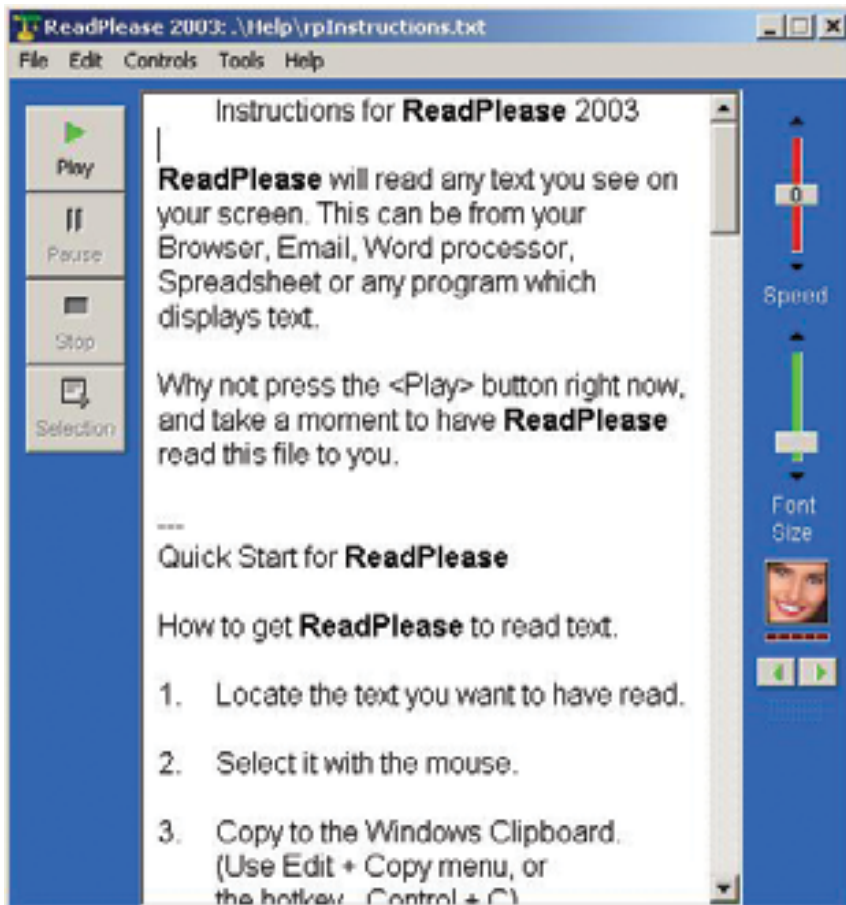 ReadPlease 2003: .\Help\rpInstructions.txt
File Edit Controls Tools Help
Play
Pause
Stop
Selection
Instructions for ReadPlease 2003
ReadPlease will read any text you see on
your screen. This can be from your
Browser, Email, Word processor,
Spreadsheet or any program which
displays text.
Why not press the <Play> button right now,
and take a moment to have ReadPlease
read this file to you.
---
Quick Start for ReadPlease
How to get ReadPlease to read text.
1. Locate the text you want to have read.
2. Select it with the mouse.
3. Copy to the Windows Clipboard.
(Use Edit + Copy menu, or
the hotkey Control + C)
0
Speed
Font
Size